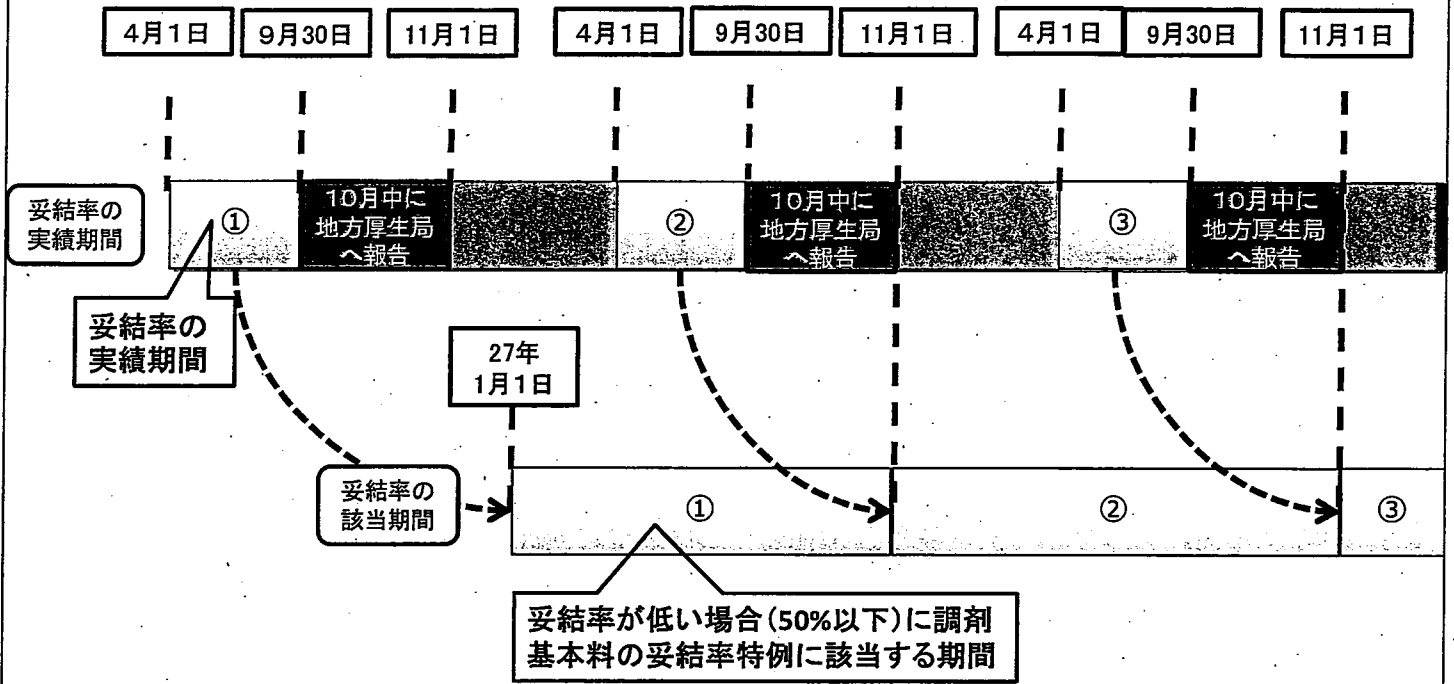 4月1日
9月30日
11月1日
4月1日
9月30日
11月1日
4月1日
9月30日
11月1日
妥結率の
実績期間
①
10月中に
地方厚生局
へ報告
②
10月中に
地方厚生局
へ報告
③
10月中に
地方厚生局
へ報告
妥結率の
実績期間
27年
1月1日
妥結率の
該当期間
①
②
③
妥結率が低い場合(50%以下)に調剤
基本料の妥結率特例に該当する期間